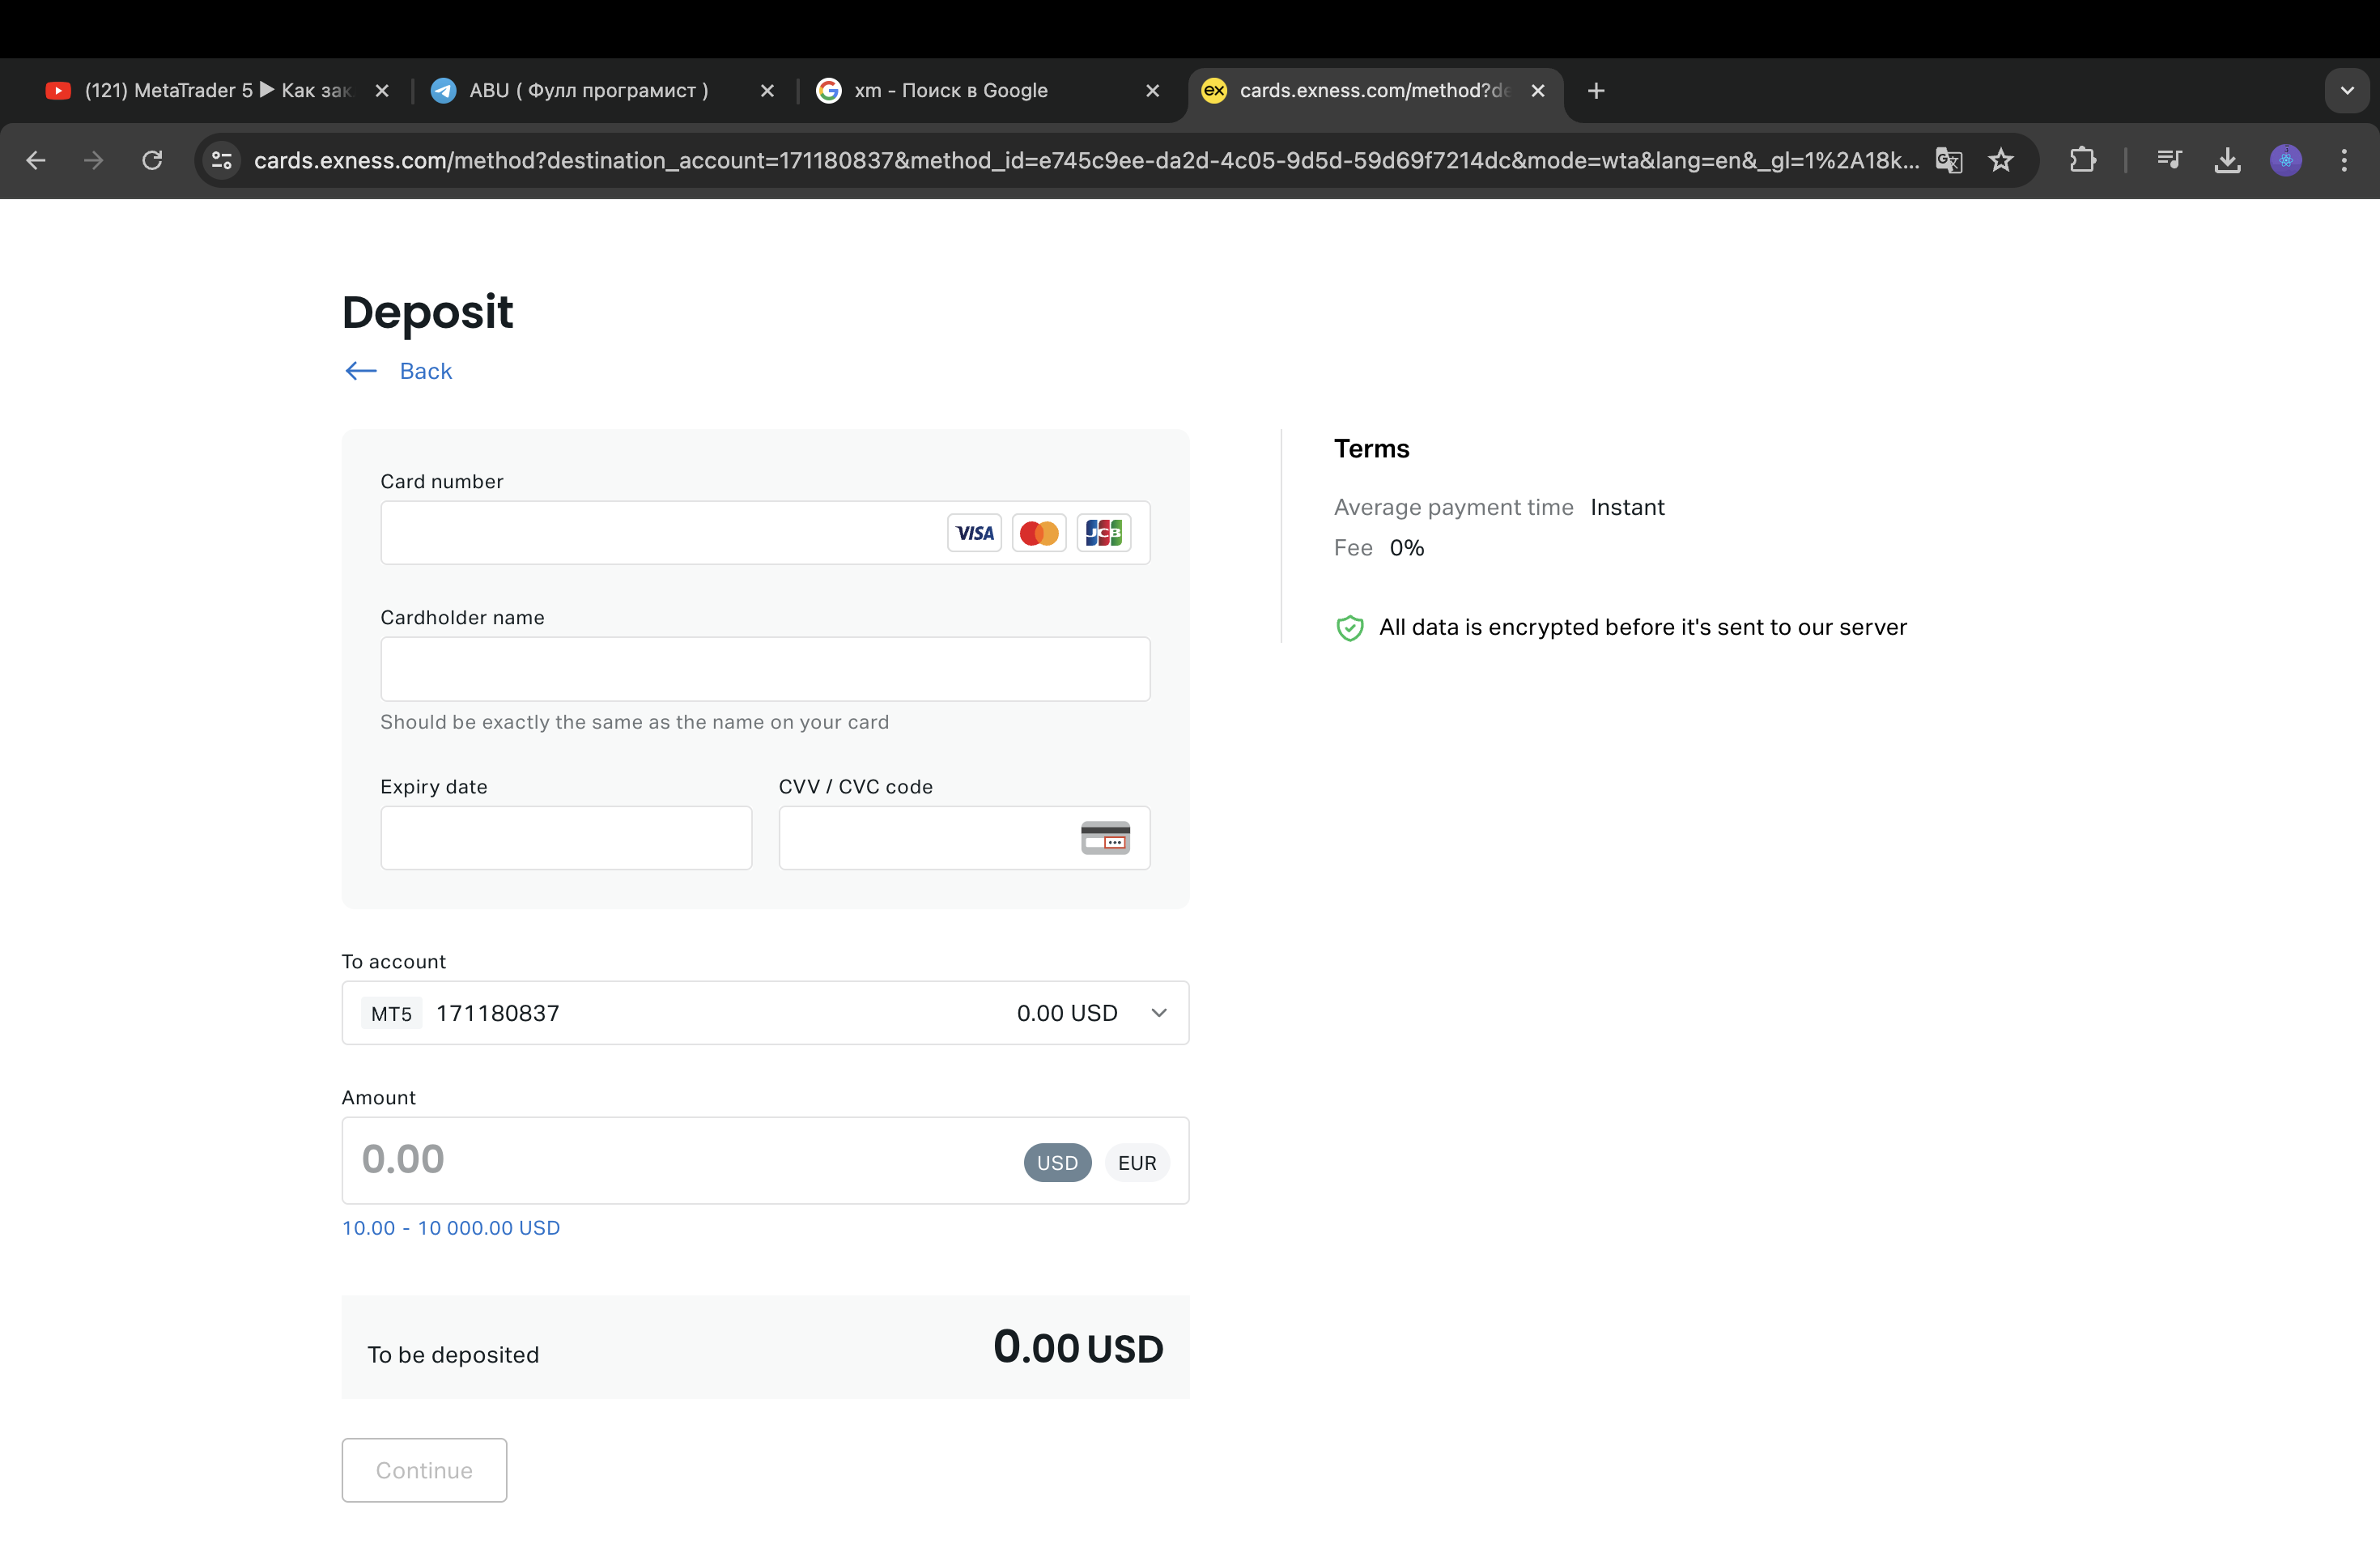 (121) MetaTrader 5 ▶ Как зак
ABU ( Фулл програмист )
xm - Поиск в Google
ex cards.exness.com/method?de
cards.exness.com/method?destination_account=171180837&method_id=e745c9ee-da2d-4c05-9d5d-59d69f7214dc&mode=wta&lang=en&_gl=1%2A18k...
Deposit
Back
Card number
VISA JCB
Cardholder name
Should be exactly the same as the name on your card
Expiry date
CVV / CVC code
To account
MT5 171180837 0.00 USD
Amount
0.00 USD EUR
10.00 - 10 000.00 USD
To be deposited 0.00 USD
Continue
Terms
Average payment time Instant
Fee 0%
All data is encrypted before it's sent to our server